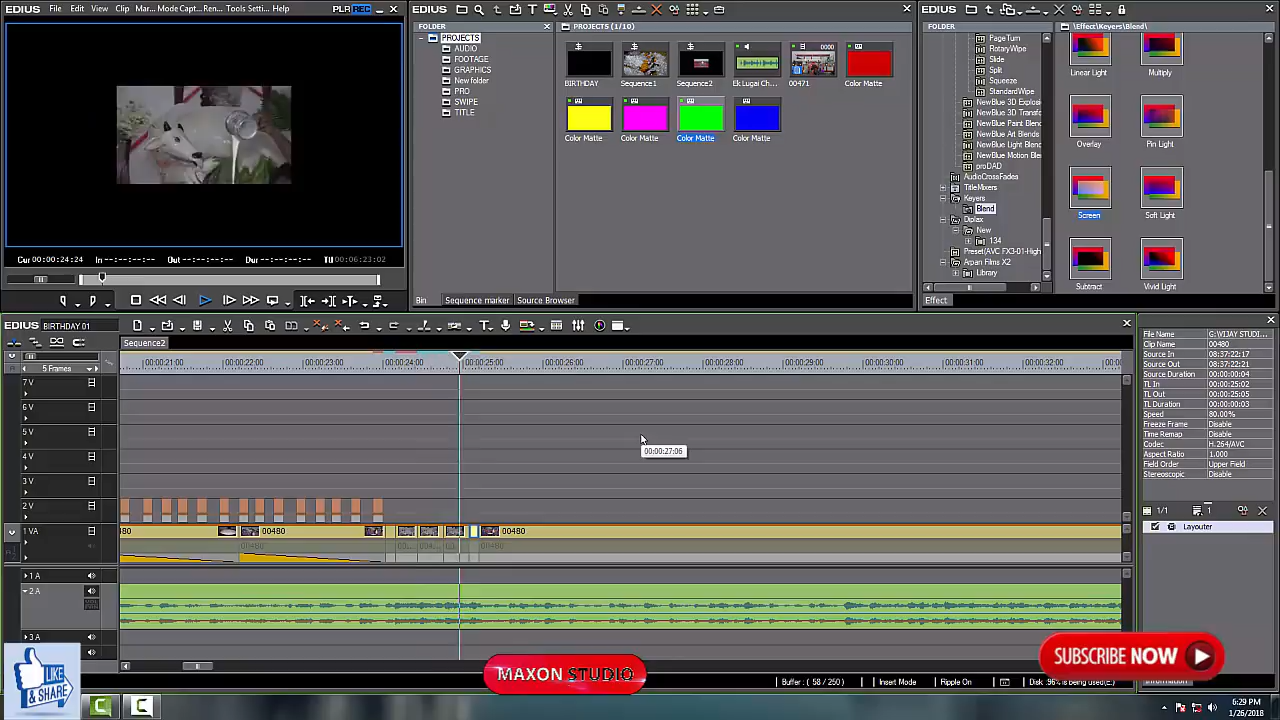 EDIUS File Edit View Clip Mar... Mode Capt... Ren... Tools Setti... Help
PLR REC
Cur 00:00:24:24 In --:--:--:-- Out --:--:--:-- Dur --:--:--:-- Ttl 00:06:23:02
FOLDER
PROJECTS
AUDIO
FOOTAGE
GRAPHICS
New folder
PRO
SWIPE
TITLE
PROJECTS (1/10)
BIRTHDAY Sequence1 Sequence2 Ek Lugai Ch... 00471 Color Matte
0000
Color Matte Color Matte Color Matte Color Matte
Bin Sequence marker Source Browser
FOLDER
PageTurn
RotaryWipe
Slide
Split
Squeeze
StandardWipe
NewBlue 3D Explosi
NewBlue 3D Transfo
NewBlue Paint Blend
NewBlue Art Blends
NewBlue Light Blend
NewBlue Motion Ble
proDAD
AudioCrossFades
TitleMixers
Keyers
Blend
Diplax
New
134
Preset(AVC FX3-01-High
Arpan Films X2
Library
\Effect\Keyers\Blend\
Linear Light Multiply
Overlay Pin Light
Screen Soft Light
Subtract Vivid Light
Effect
EDIUS BIRTHDAY 01
Sequence2
5 Frames
00:00:21:00 00:00:22:00 00:00:23:00 00:00:24:00 00:00:25:00 00:00:26:00 00:00:27:00 00:00:28:00 00:00:29:00 00:00:30:00 00:00:31:00 00:00:32:00
7 V
6 V
5 V
4 V
3 V
2 V
1 VA
00480 00480
00:00:27:06
1 A
2 A
3 A
File Name G:\VIJAY STUDI...
Clip Name 00480
Source In 08:37:22:17
Source Out 08:37:22:21
Source Duration 00:00:00:04
TL In 00:00:25:02
TL Out 00:00:25:05
TL Duration 00:00:00:03
Speed 80.00%
Freeze Frame Disable
Time Remap Disable
Codec H.264/AVC
Aspect Ratio 1.000
Field Order Upper Field
Stereoscopic Disable
1/1 1
Layouter
LIKE
& SHARE
MAXON STUDIO
SUBSCRIBE NOW
Buffer : ( 58 / 250 ) Insert Mode Ripple On
Information
6:29 PM
1/26/2018